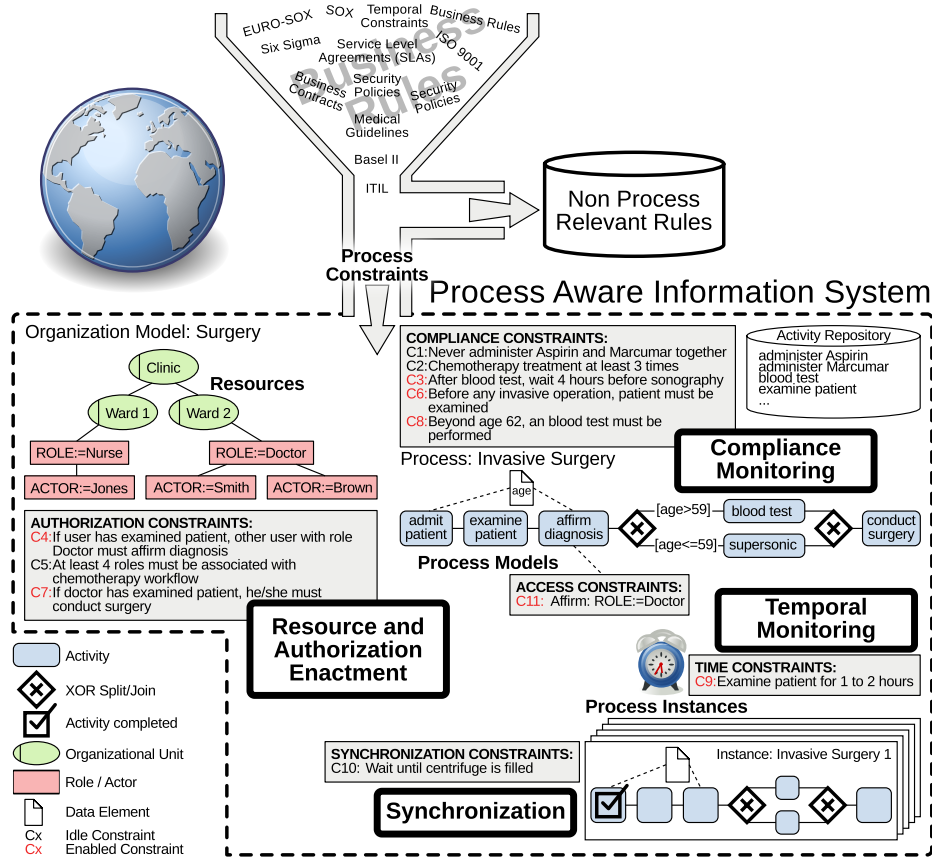 EURO-SOX
SOX
Temporal
Constraints
Business Rules
Six Sigma
Service Level
Agreements (SLAs)
ISO 9001
Business
Rules
Business
Contracts
Security
Policies
Security
Policies
Medical
Guidelines
Basel II
ITIL
Non Process
Relevant Rules
Process
Constraints
Process Aware Information System
Organization Model: Surgery
Clinic
Resources
Ward 1
Ward 2
ROLE:=Nurse
ROLE:=Doctor
ACTOR:=Jones
ACTOR:=Smith
ACTOR:=Brown
AUTHORIZATION CONSTRAINTS:
C4:If user has examined patient, other user with role
Doctor must affirm diagnosis
C5:At least 4 roles must be associated with
chemotherapy workflow
C7:If doctor has examined patient, he/she must
conduct surgery
Resource and
Authorization
Enactment
COMPLIANCE CONSTRAINTS:
C1:Never administer Aspirin and Marcumar together
C2:Chemotherapy treatment at least 3 times
C3:After blood test, wait 4 hours before sonography
C6:Before any invasive operation, patient must be
examined
C8:Beyond age 62, an blood test must be
performed
Activity Repository
administer Aspirin
administer Marcumar
blood test
examine patient
...
Compliance
Monitoring
Process: Invasive Surgery
age
admit
patient
examine
patient
affirm
diagnosis
[age>59]
blood test
[age<=59]
supersonic
conduct
surgery
Process Models
ACCESS CONSTRAINTS:
C11: Affirm: ROLE:=Doctor
Temporal
Monitoring
TIME CONSTRAINTS:
C9:Examine patient for 1 to 2 hours
Process Instances
Instance: Invasive Surgery 1
SYNCHRONIZATION CONSTRAINTS:
C10: Wait until centrifuge is filled
Synchronization
Activity
XOR Split/Join
Activity completed
Organizational Unit
Role / Actor
Data Element
Cx Idle Constraint
Cx Enabled Constraint